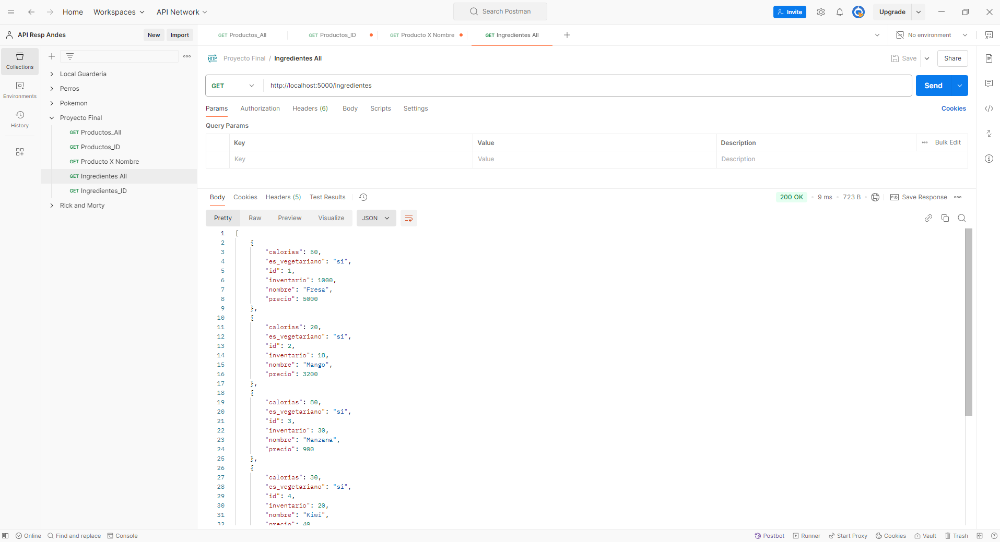 Home Workspaces API Network Search Postman Invite Upgrade
API Resp Andes New Import GET Productos_All GET Productos_ID GET Producto X Nombre GET Ingredientes All No environment
Collections
Environments
History
Local Guarderia
Perros
Pokemon
Proyecto Final
GET Productos_All
GET Productos_ID
GET Producto X Nombre
GET Ingredientes All
GET Ingredientes_ID
Rick and Morty
HTTP Proyecto Final / Ingredientes All Save Share
GET http://localhost:5000/ingredientes Send
Params Authorization Headers (6) Body Scripts Settings Cookies
Query Params
Key Value Description Bulk Edit
Key Value Description
Body Cookies Headers (5) Test Results 200 OK 9 ms 723 B e.g. Save Response
Pretty Raw Preview Visualize JSON
1 [
2 {
3 "calorias": 50,
4 "es_vegetariano": "si",
5 "id": 1,
6 "inventario": 1000,
7 "nombre": "Fresa",
8 "precio": 5000
9 },
10 {
11 "calorias": 20,
12 "es_vegetariano": "si",
13 "id": 2,
14 "inventario": 18,
15 "nombre": "Mango",
16 "precio": 3200
17 },
18 {
19 "calorias": 80,
20 "es_vegetariano": "si",
21 "id": 3,
22 "inventario": 30,
23 "nombre": "Manzana",
24 "precio": 900
25 },
26 {
27 "calorias": 30,
28 "es_vegetariano": "si",
29 "id": 4,
30 "inventario": 20,
31 "nombre": "Kiwi",
32 "precio": 40
Online Find and replace Console Postbot Runner Start Proxy Cookies Vault Trash